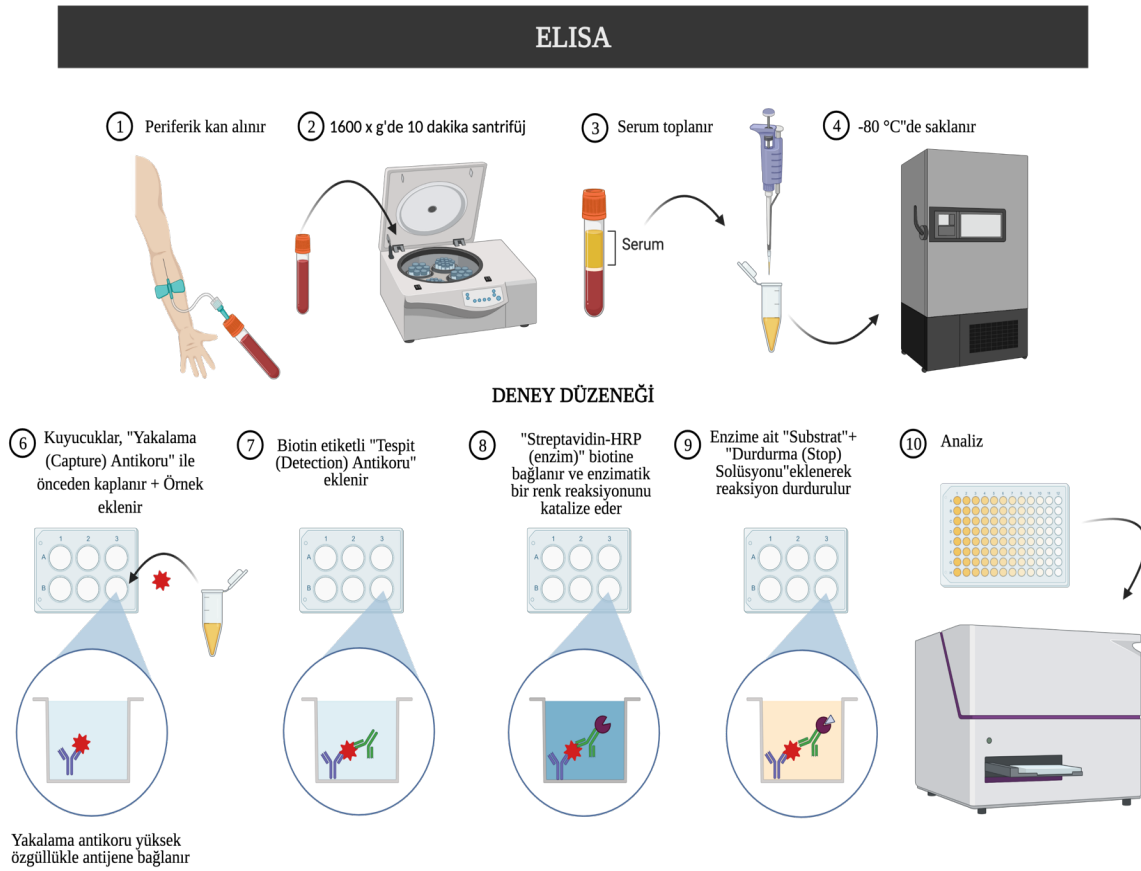 ELISA
1 Periferik kan alınır
2 1600 x g'de 10 dakika santrifüj
3 Serum toplanır
4 -80 °C"de saklanır
Serum
DENEY DÜZENEĞİ
6 Kuyucuklar, "Yakalama
(Capture) Antikoru" ile
önceden kaplanır + Örnek
eklenir
7 Biotin etiketli "Tespit
(Detection) Antikoru"
eklenir
8 "Streptavidin-HRP
(enzim)" biotine
bağlanır ve enzimatik
bir renk reaksiyonunu
katalize eder
9 Enzime ait "Substrat"+
"Durdurma (Stop)
Solüsyonu"eklenerek
reaksiyon durdurulur
10 Analiz
1 2 3
A
B
1 2 3
A
B
1 2 3
A
B
1 2 3
A
B
Yakalama antikoru yüksek
özgüllükle antijene bağlanır